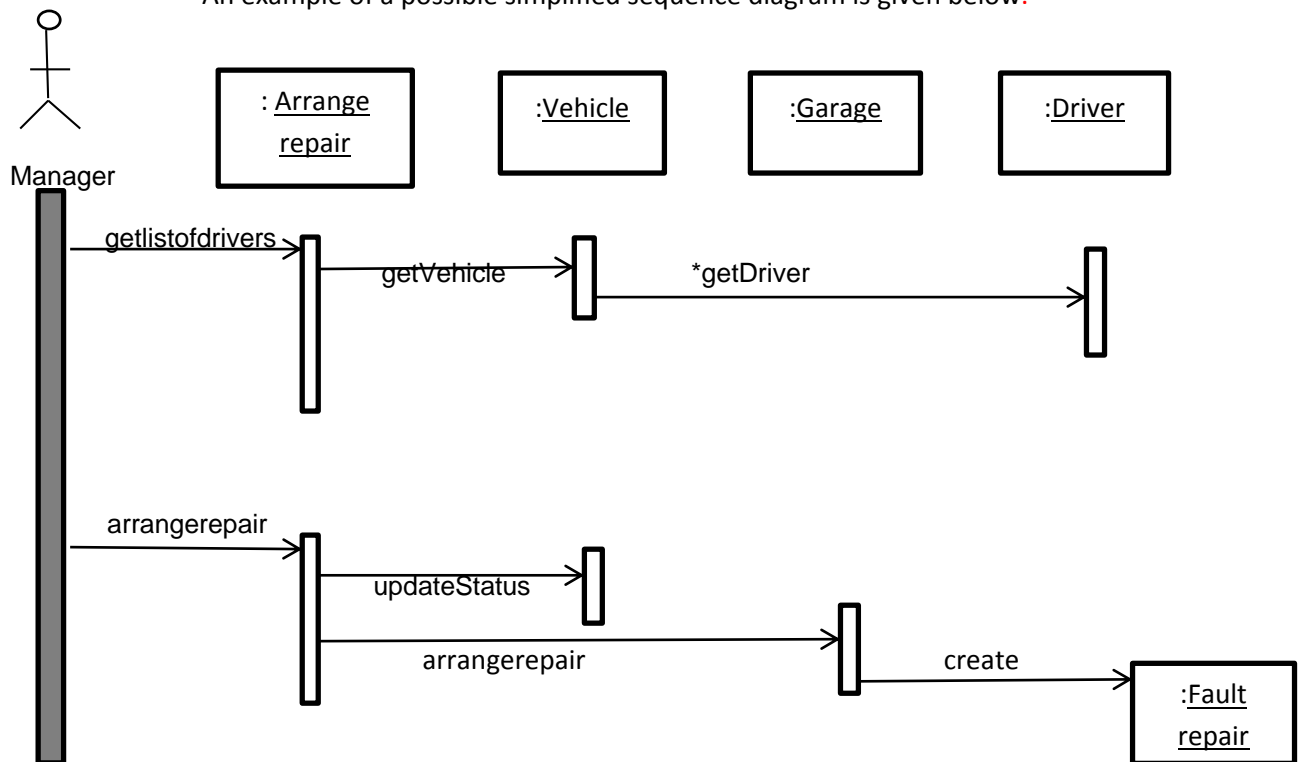 An example of a possible simplified sequence diagram is given below:
: Arrange
repair
:Vehicle
:Garage
:Driver
Manager
getlistofdrivers
getVehicle
*getDriver
arrangerepair
updateStatus
arrangerepair
create
:Fault
repair